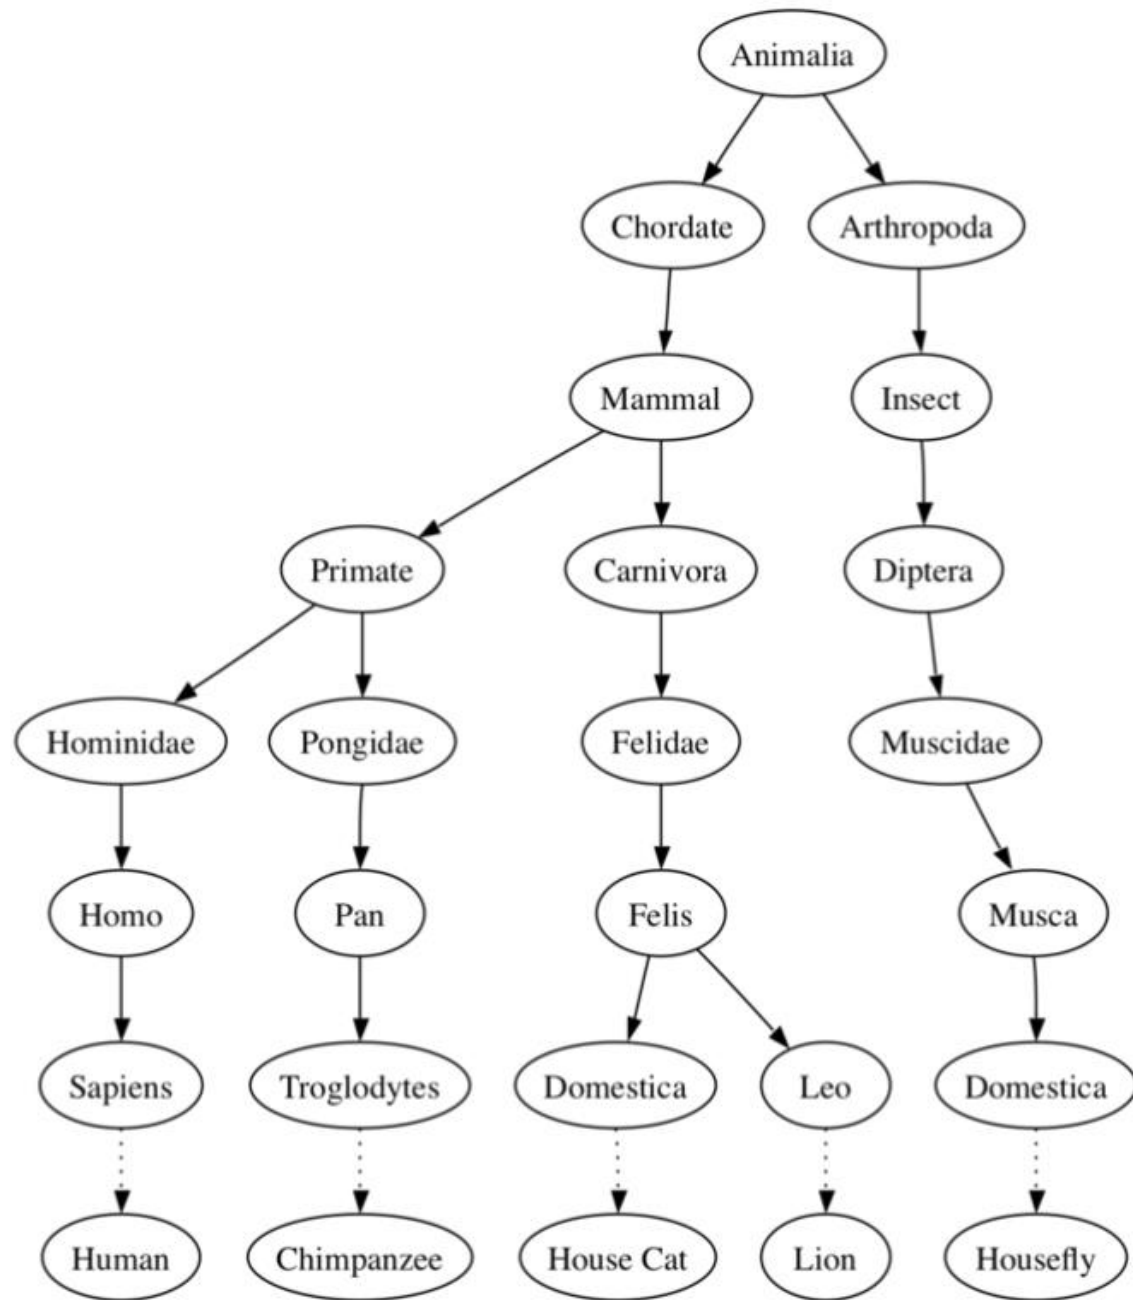 Animalia
Chordate Arthropoda
Mammal Insect
Primate Carnivora Diptera
Hominidae Pongidae Felidae Muscidae
Homo Pan Felis Musca
Sapiens Troglodytes Domestica Leo Domestica
Human Chimpanzee House Cat Lion Housefly